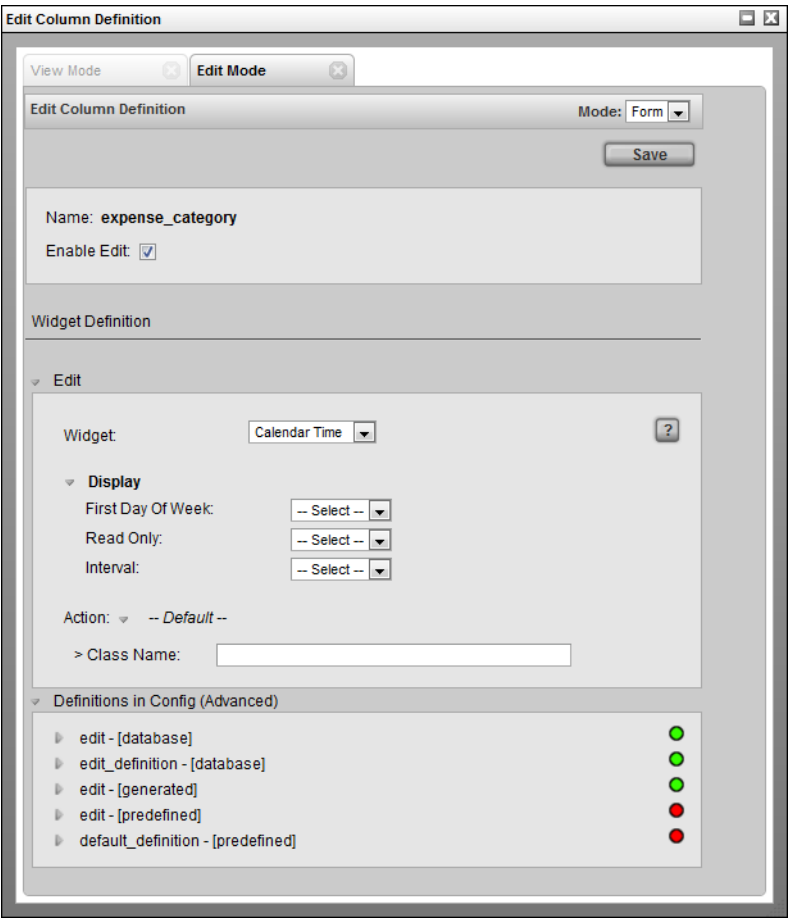 Edit Column Definition
View Mode Edit Mode
Edit Column Definition Mode: Form
Save
Name: expense_category
Enable Edit:
Widget Definition
Edit
Widget: Calendar Time ?
Display
First Day Of Week: -- Select --
Read Only: -- Select --
Interval: -- Select --
Action: -- Default --
> Class Name:
Definitions in Config (Advanced)
edit - [database]
edit_definition - [database]
edit - [generated]
edit - [predefined]
default_definition - [predefined]